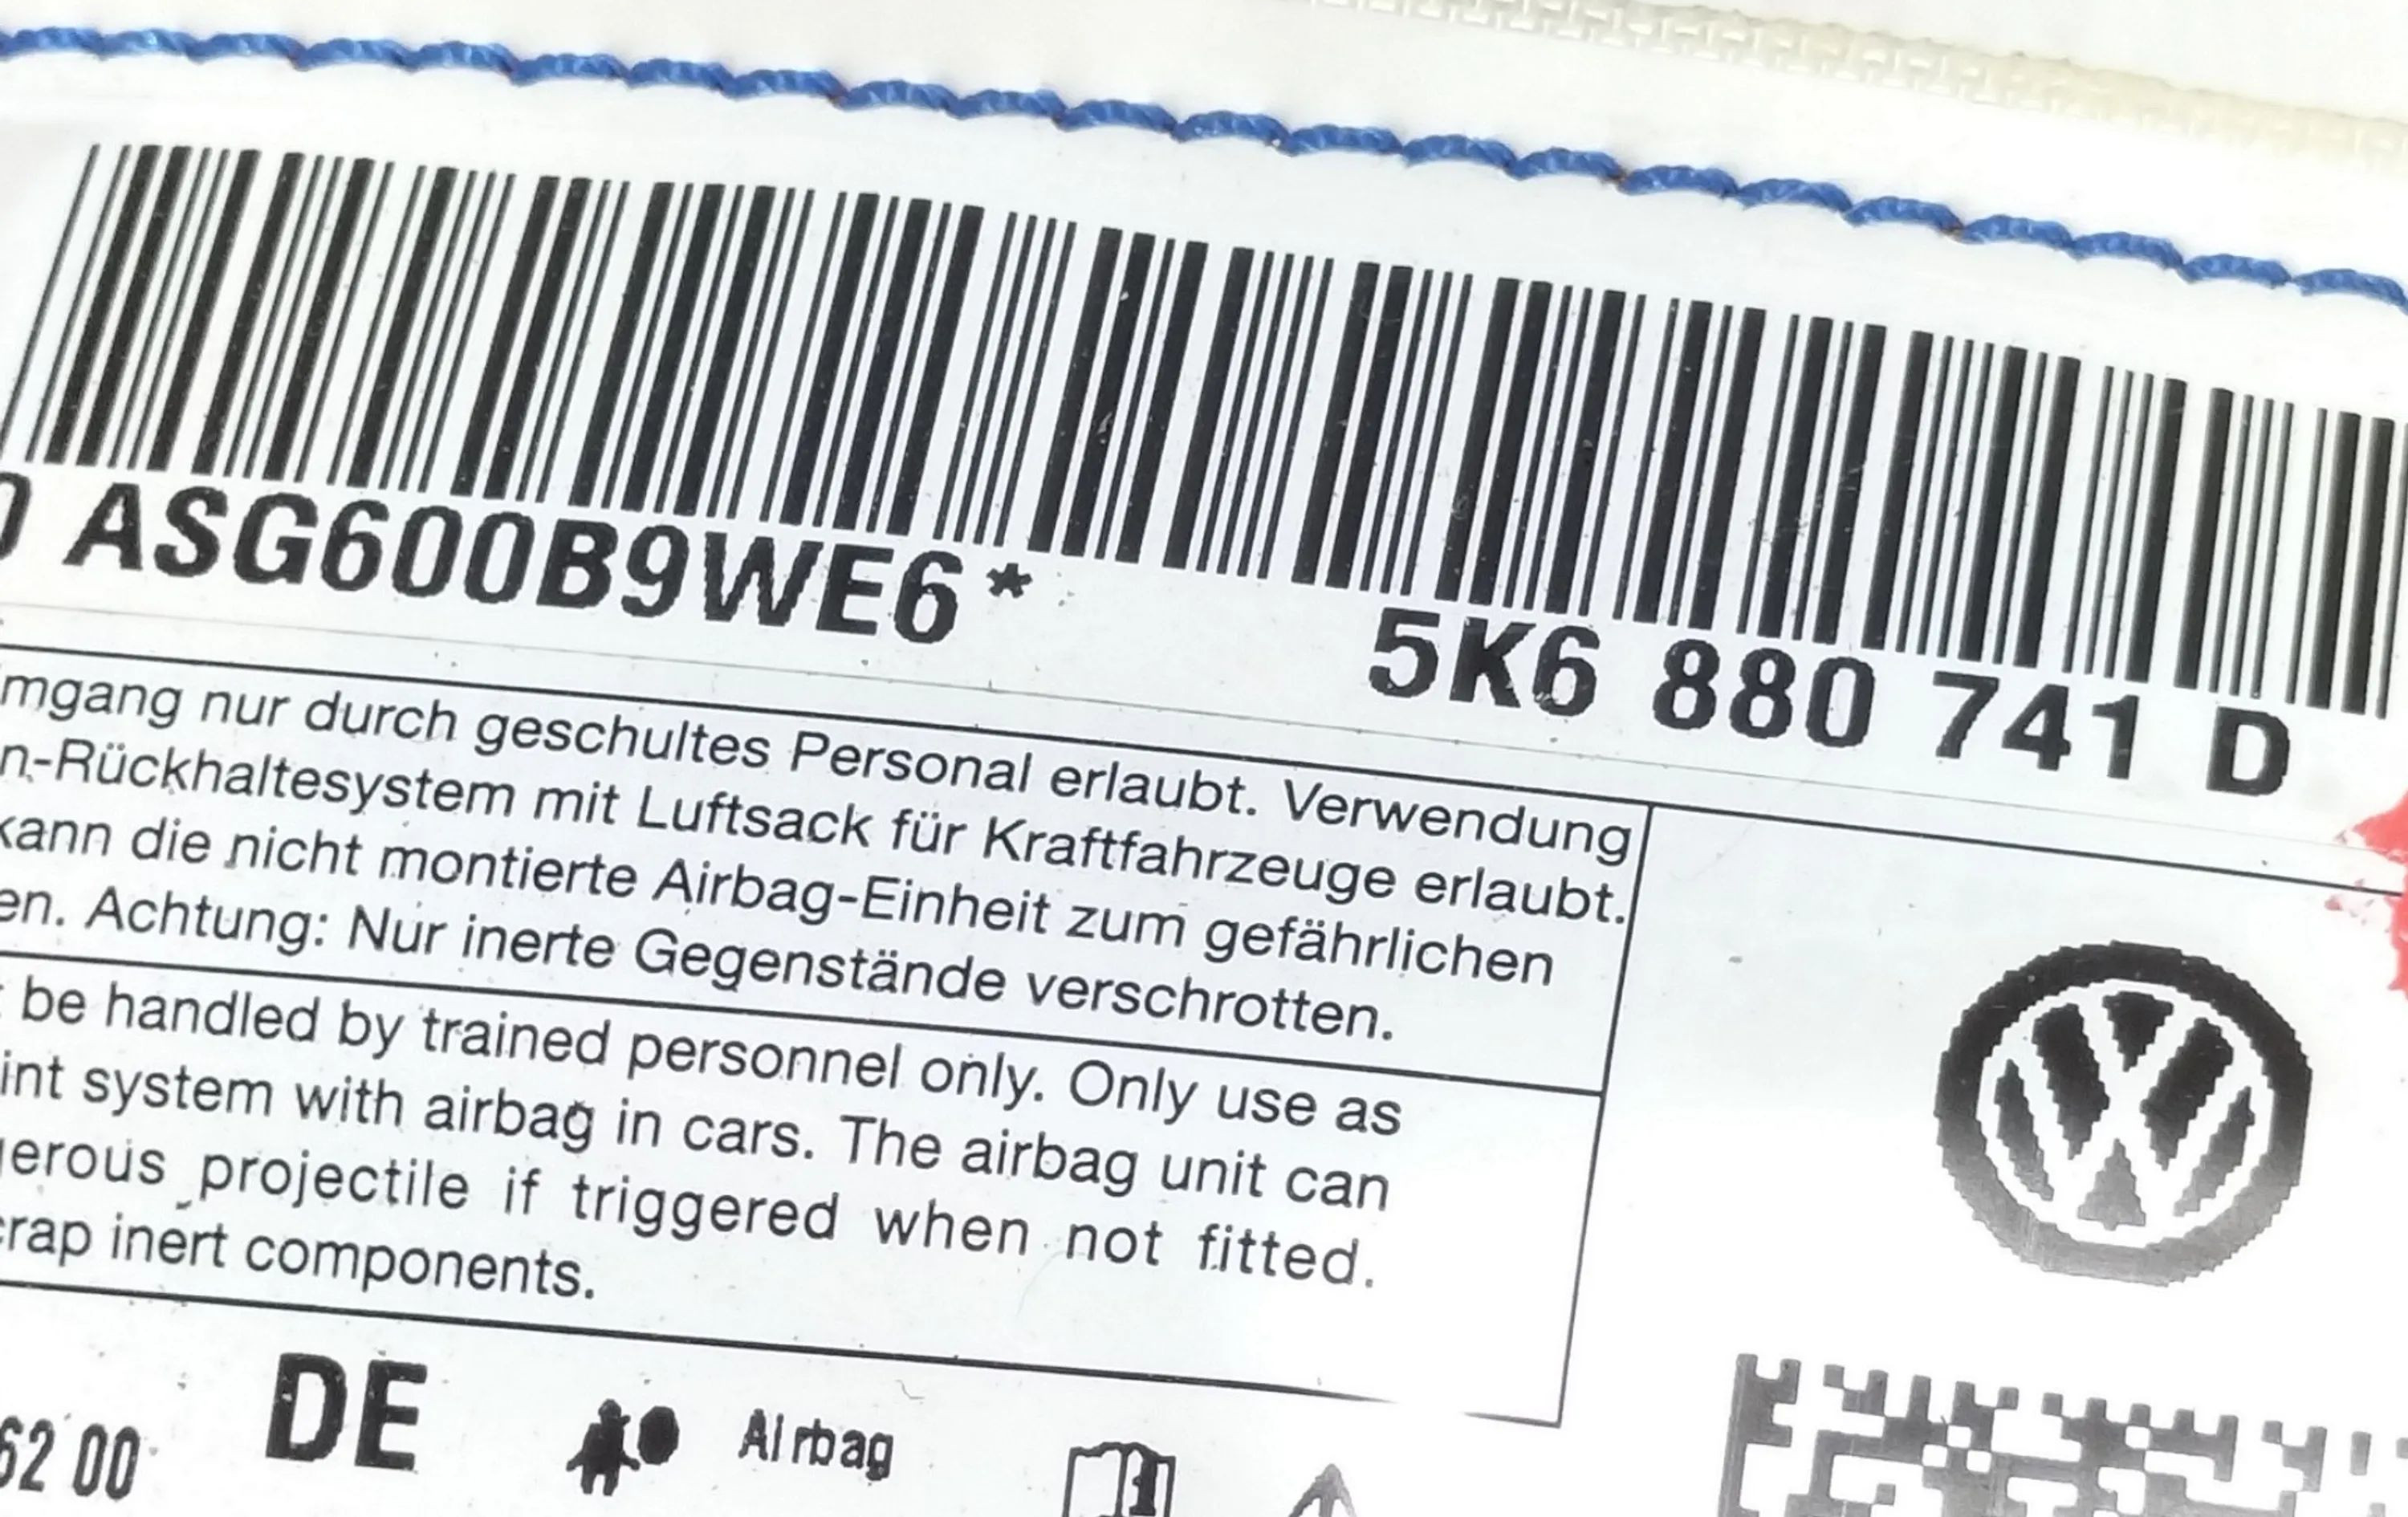 ASG600B9WE6*
5K6 880 741 D
nur durch geschultes Personal erlaubt. Verwendung
n-Rückhaltesystem mit Luftsack für Kraftfahrzeuge erlaubt.
kann die nicht montierte Airbag-Einheit zum gefährlichen
en. Achtung: Nur inerte Gegenstände verschrotten.
be handled by trained personnel only. Only use as
int system with airbag in cars. The airbag unit can
erous projectile if triggered when not fitted.
rap inert components.
62 00 DE Airbag